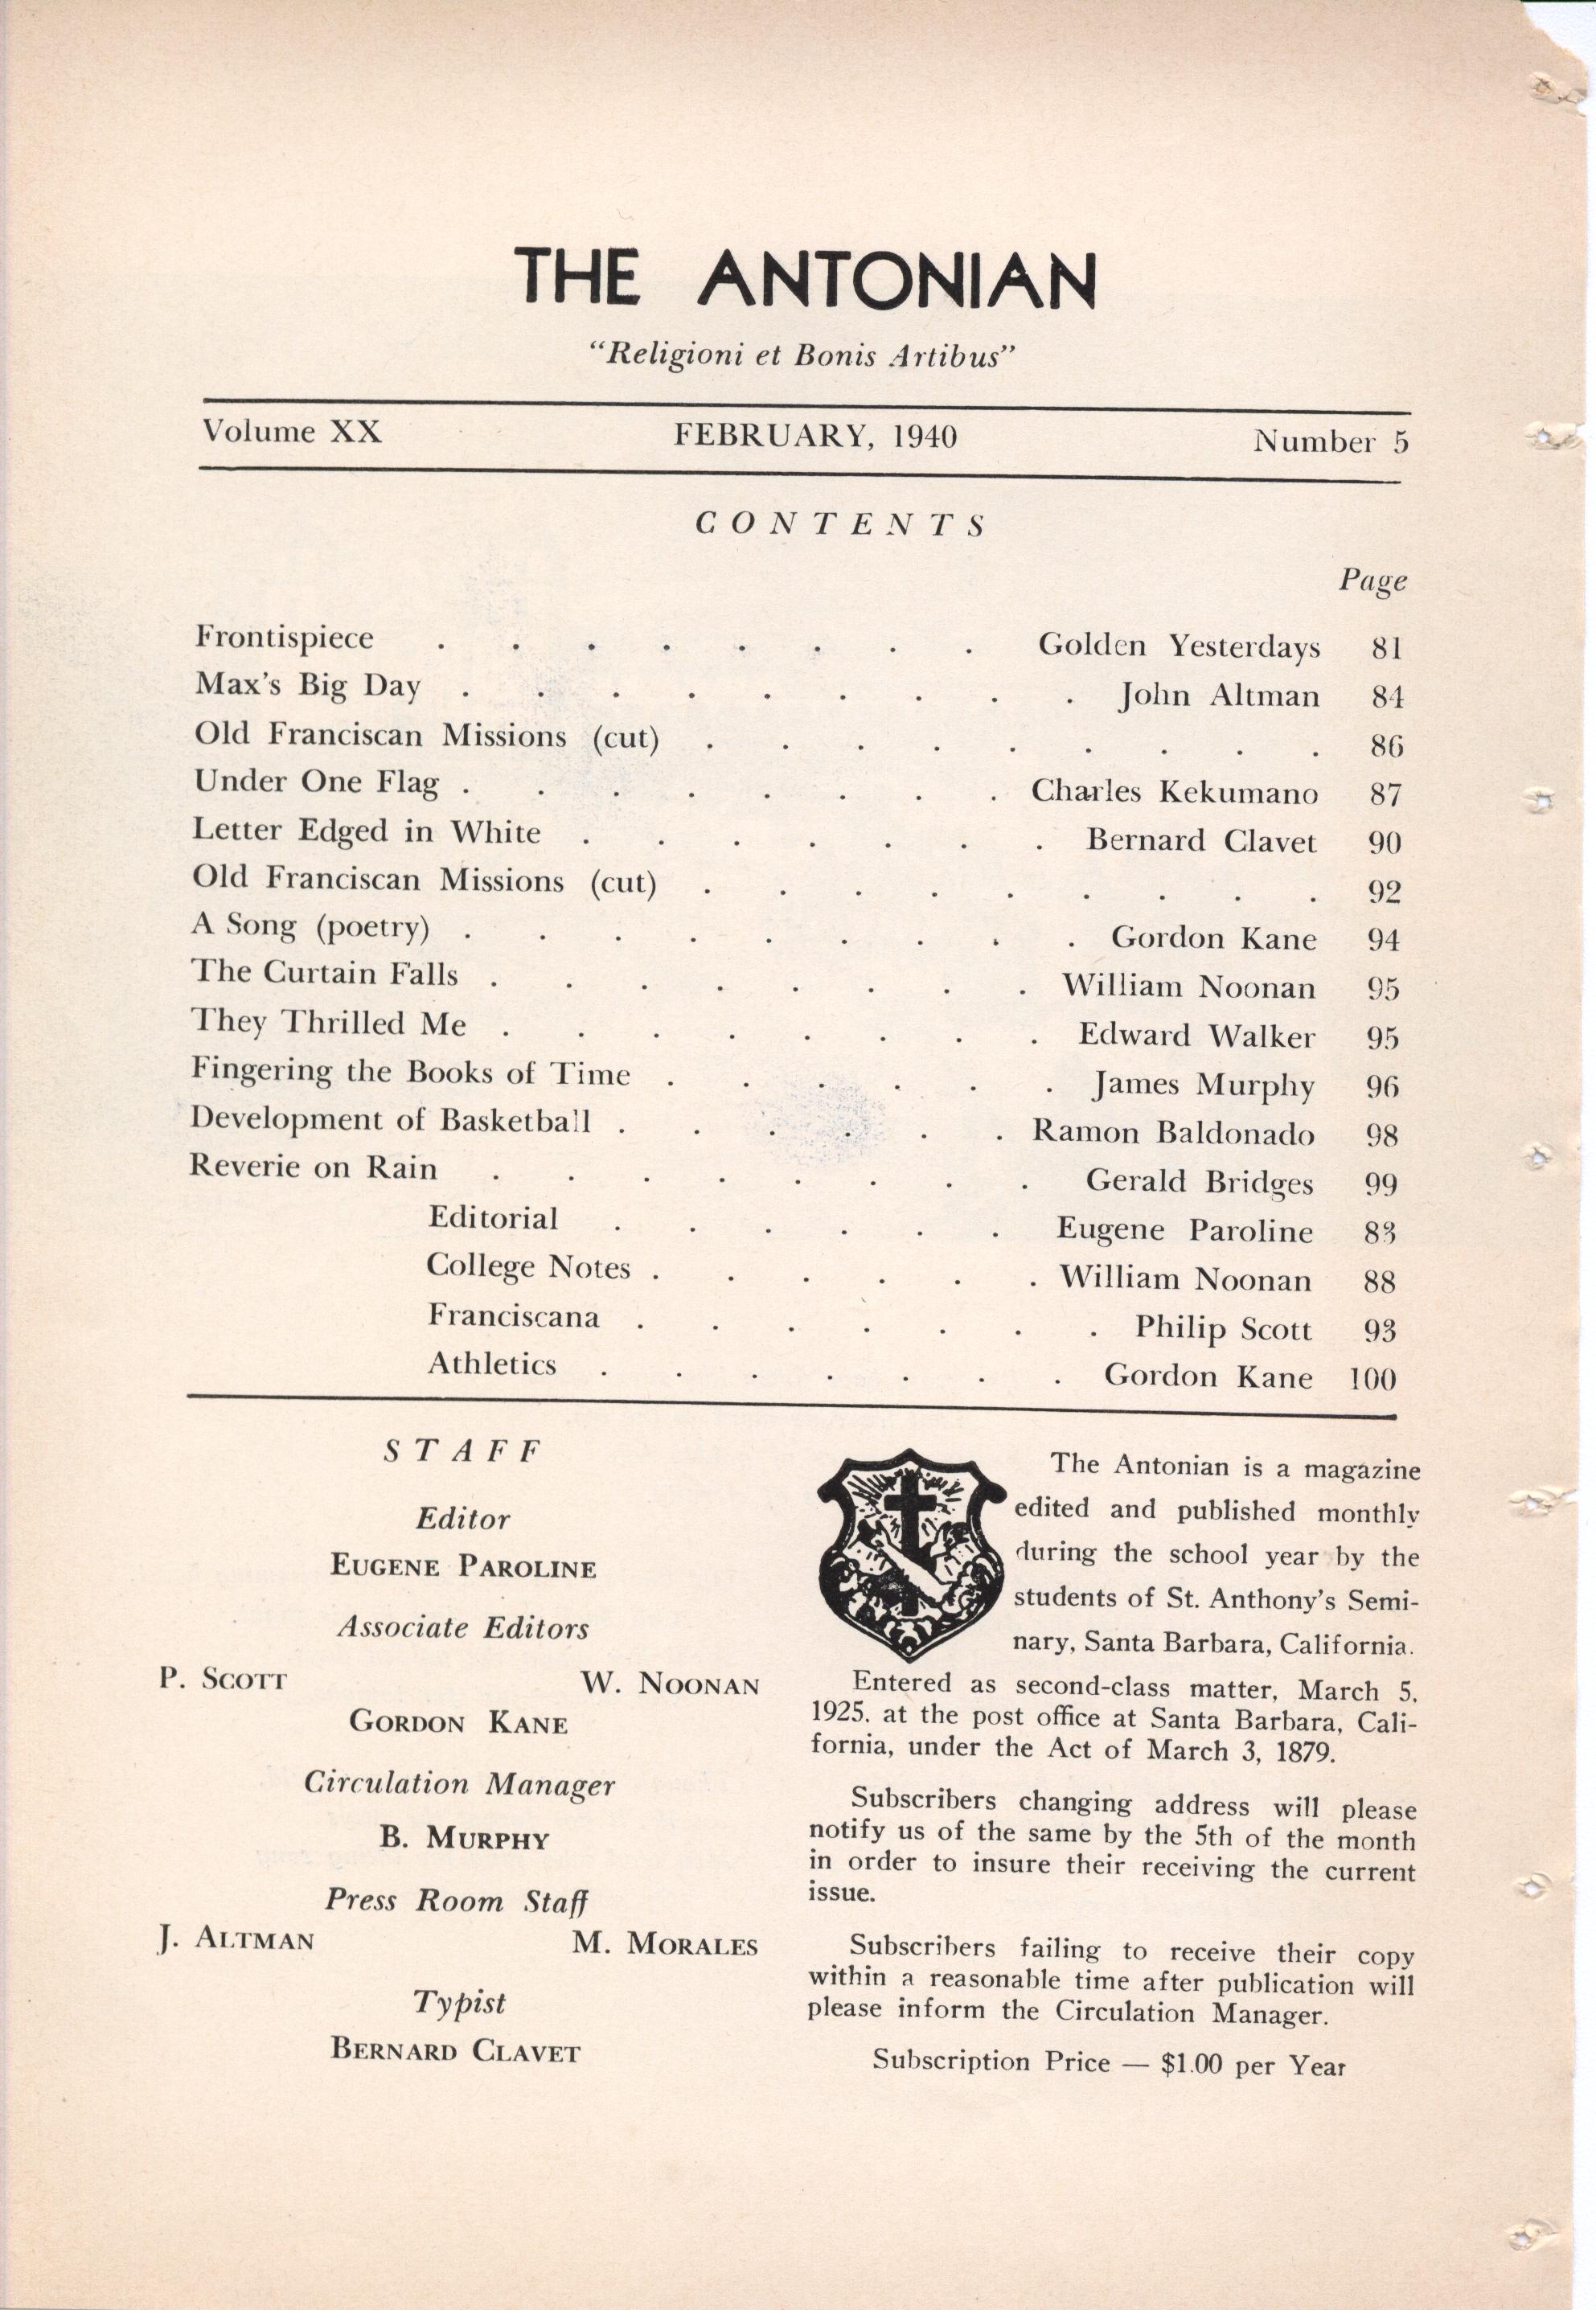 THE ANTONIAN
"Religioni et Bonis Artibus"
Volume XX FEBRUARY, 1940 Number 5
CONTENTS
Page
Frontispiece . . . . . . . . Golden Yesterdays 81
Max's Big Day . . . . . . . . . John Altman 84
Old Franciscan Missions (cut) . . . . . . . . . 86
Under One Flag . . . . . . . . Charles Kekumano 87
Letter Edged in White . . . . . . . Bernard Clavet 90
Old Franciscan Missions (cut) . . . . . . . . . 92
A Song (poetry) . . . . . . . . . Gordon Kane 94
The Curtain Falls . . . . . . . . William Noonan 95
They Thrilled Me . . . . . . . . Edward Walker 95
Fingering the Books of Time . . . . . . James Murphy 96
Development of Basketball . . . . . . Ramon Baldonado 98
Reverie on Rain . . . . . . . . Gerald Bridges 99
Editorial . . . . . . Eugene Paroline 83
College Notes . . . . . . William Noonan 88
Franciscana . . . . . . . Philip Scott 93
Athletics . . . . . . . Gordon Kane 100
STAFF
Editor
EUGENE PAROLINE
Associate Editors
P. SCOTT W. NOONAN
GORDON KANE
Circulation Manager
B. MURPHY
Press Room Staff
J. ALTMAN M. MORALES
Typist
BERNARD CLAVET
The Antonian is a magazine
edited and published monthly
during the school year by the
students of St. Anthony's Semi-
nary, Santa Barbara, California.
Entered as second-class matter, March 5,
1925. at the post office at Santa Barbara, Cali-
fornia, under the Act of March 3, 1879.
Subscribers changing address will please
notify us of the same by the 5th of the month
in order to insure their receiving the current
issue.
Subscribers failing to receive their copy
within a reasonable time after publication will
please inform the Circulation Manager.
Subscription Price — $1.00 per Year